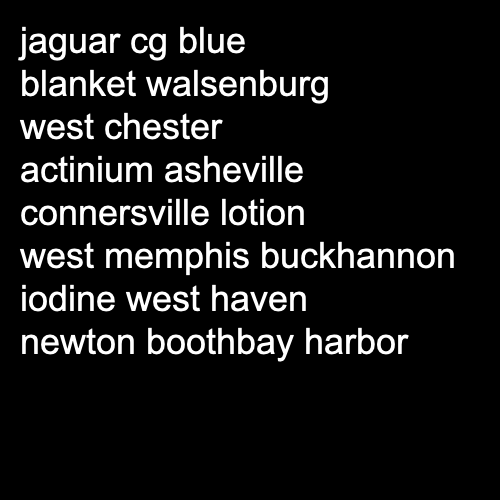 jaguar cg blue
blanket walsenburg
west chester
actinium asheville
connersville lotion
west memphis buckhannon
iodine west haven
newton boothbay harbor